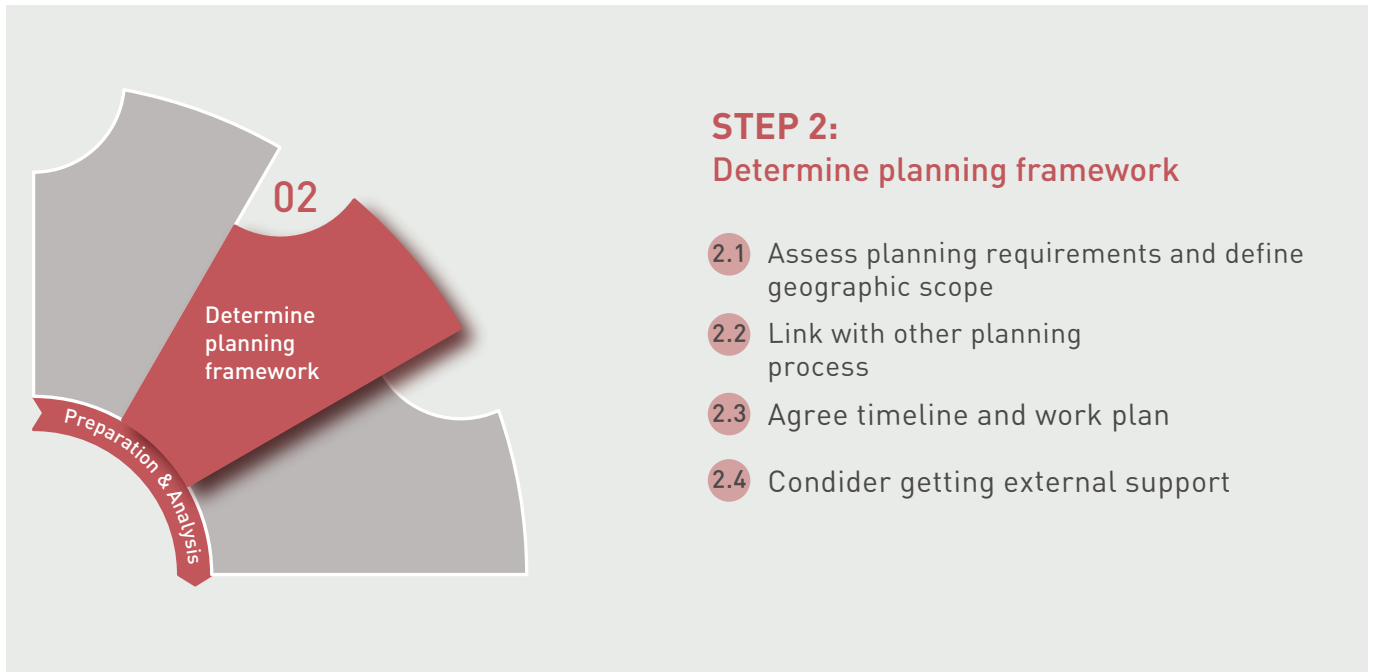 02
Determine
planning
framework
Preparation & Analysis
STEP 2:
Determine planning framework
2.1 Assess planning requirements and define
geographic scope
2.2 Link with other planning
process
2.3 Agree timeline and work plan
2.4 Condider getting external support